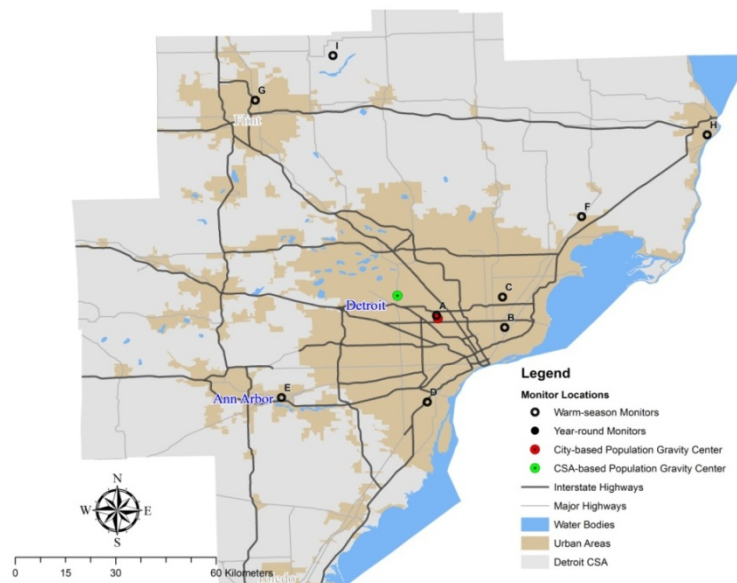 I
G
Flint
H
F
C
A
Detroit
B
E
Ann Arbor
D
Legend
Monitor Locations
Warm-season Monitors
Year-round Monitors
City-based Population Gravity Center
CSA-based Population Gravity Center
Interstate Highways
Major Highways
Water Bodies
Urban Areas
Detroit CSA
N
W E
S
0 15 30 60 Kilometers
Toledo